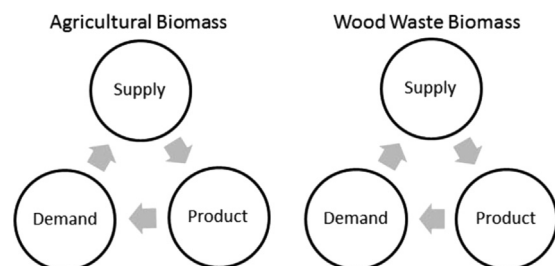 Agricultural Biomass
Supply
Demand
Product
Wood Waste Biomass
Supply
Demand
Product